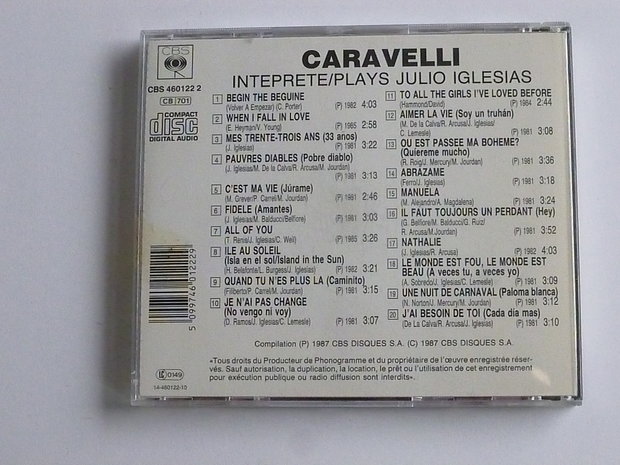 CBS
CBS 460122 2
CB 701
COMPACT
disc
DIGITAL AUDIO
CARAVELLI
INTEPRETE/PLAYS JULIO IGLESIAS
1 BEGIN THE BEGUINE
(Volver A Empezar) (C. Porter) (P) 1982 4:03
2 WHEN I FALL IN LOVE
(E. Heyman/V. Young) (P) 1985 2:58
3 MES TRENTE-TROIS ANS (33 anos)
(J. Iglesias) (P) 1981 3:22
4 PAUVRES DIABLES (Pobre diablo)
(J. Iglesias/M. De la Calva/R. Arcusa/M. Jourdan)
(P) 1981 3:13
5 C'EST MA VIE (Júrame)
(M. Grever/P. Carrel/M. Jourdan) (P) 1981 2:46
6 FIDELE (Amantes)
(J. Iglesias/M. Balducci/Belfiore) (P) 1981 3:03
7 ALL OF YOU
(T. Renis/J. Iglesias/C. Weil) (P) 1985 3:26
8 ILE AU SOLEIL
(Isla en el sol/Island in the Sun)
(H. Belafonte/L. Burgess/J. Iglesias) (P) 1982 3:21
9 QUAND TU N'ES PLUS LA (Caminito)
(Filiberto/P. Carrel/M. Jourdan) (P) 1981 3:15
10 JE N'AI PAS CHANGE
(No vengo ni voy)
(D. Ramos/J. Iglesias/C. Lemesle) (P) 1981 3:07
11 TO ALL THE GIRLS I'VE LOVED BEFORE
(Hammond/David) (P) 1984 2:44
12 AIMER LA VIE (Soy un truhán)
(M. De la Calva/R. Arcusa/J. Iglesias/
C. Lemesle) (P) 1981 3:08
13 OU EST PASSEE MA BOHEME?
(Quiereme mucho)
(R. Roig/J. Mercury/M. Jourdan) (P) 1981 3:36
14 ABRAZAME
(Ferro/J. Iglesias) (P) 1981 3:18
15 MANUELA
(M. Alejandro/A. Magdalena) (P) 1981 3:24
16 IL FAUT TOUJOURS UN PERDANT (Hey)
(G. Belfiore/M. Balducci/G. Ruiz/
R. Arcusa/M. Jourdan) (P) 1981 3:52
17 NATHALIE
(J. Iglesias/R. Arcusa) (P) 1982 4:03
18 LE MONDE EST FOU, LE MONDE EST
BEAU (A veces tu, a veces yo)
(A. Sobredo/J. Iglesias/C. Lemesle) (P) 1981 3:09
19 UNE NUIT DE CARNAVAL (Paloma blanca)
(N. Norton/J. Mercury/M. Jourdan) (P) 1981 3:12
20 J'AI BESOIN DE TOI (Cada dia mas)
(De La Calva/R. Arcusa/J. Iglesias) (P) 1981 3:10
5 099746 012229
Compilation (P) 1987 CBS DISQUES S.A. (C) 1987 CBS DISQUES S.A.
«Tous droits du Producteur de Phonogramme et du propriétaire de l'œuvre enregistrée réser-
vés. Sauf autorisation, la duplication, la location, le prêt ou l'utilisation de cet enregistrement
pour exécution publique ou radio diffusion sont interdits».
LC 0149
14-460122-10